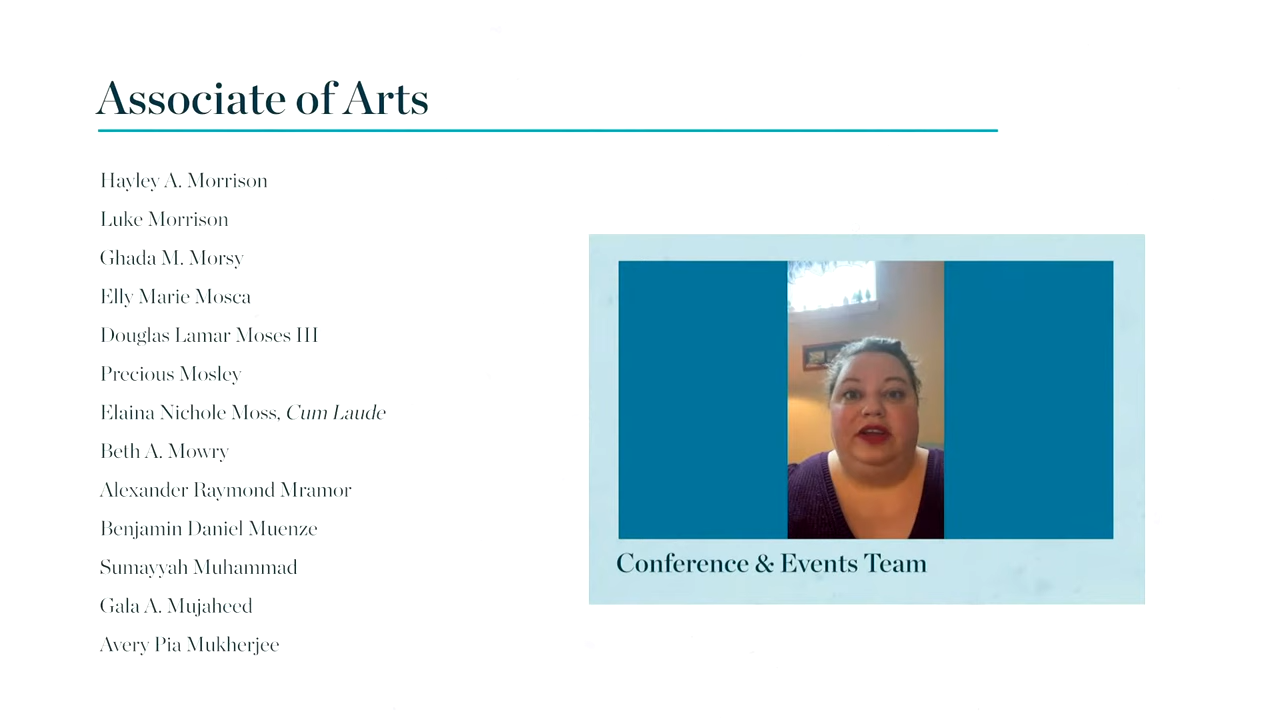 Associate of Arts
Hayley A. Morrison
Luke Morrison
Ghada M. Morsy
Elly Marie Mosca
Douglas Lamar Moses III
Precious Mosley
Elaina Nichole Moss, Cum Laude
Beth A. Mowry
Alexander Raymond Mramor
Benjamin Daniel Muenze
Sumayyah Muhammad
Gala A. Mujaheed
Avery Pia Mukherjee
Conference & Events Team